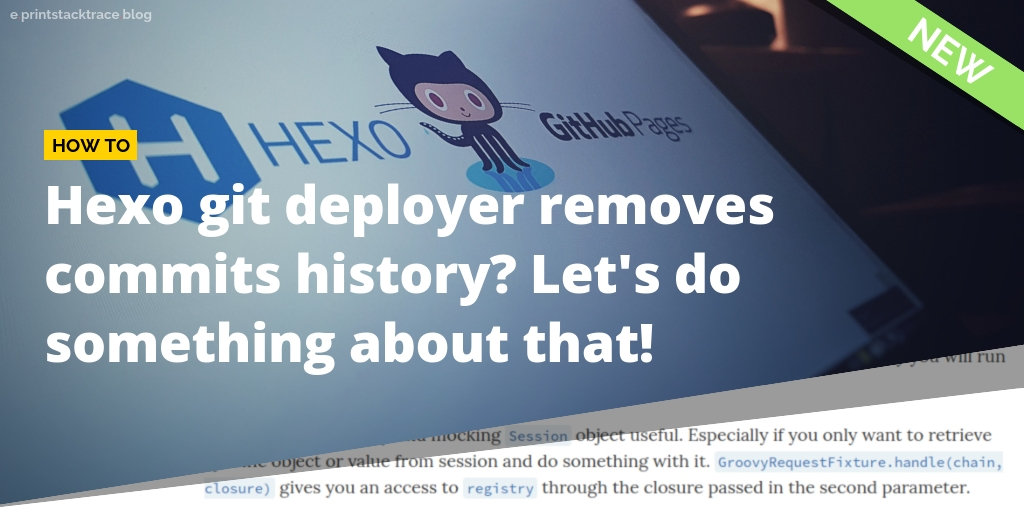 e printstacktrace blog
NEW
HEXO
GitHub Pages
HOW TO
Hexo git deployer removes
commits history? Let's do
something about that!
you will run
mocking Session object useful. Especially if you only want to retrieve
object or value from session and do something with it. GroovyRequestFixture.handle(chain,
closure) gives you an access to registry through the closure passed in the second parameter.